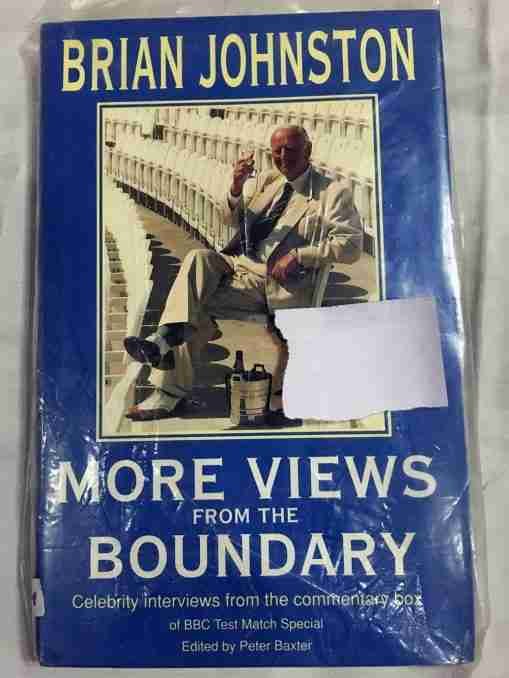 BRIAN JOHNSTON
MORE VIEWS
FROM THE
BOUNDARY
Celebrity interviews from the commentary box
of BBC Test Match Special
Edited by Peter Baxter